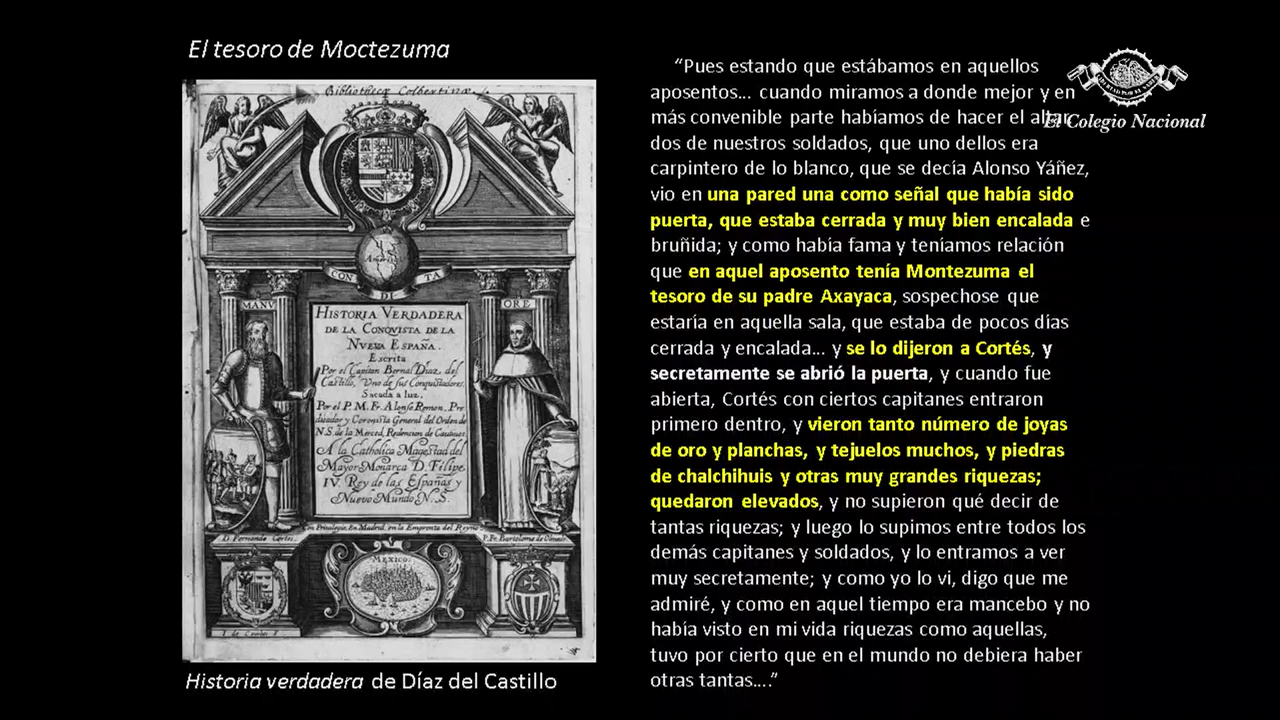 El tesoro de Moctezuma
Bibliothecæ Colbertinæ.
America
CON DI TA
MANV
ORE
HISTORIA VERDADERA
DE LA CONQVISTA DE LA
NVEVA ESPAÑA.
Escrita
Por el Capitan Bernal Diaz del
Castillo, Vno de sus Conquistadores.
Sacada a luz,
Por el P. M. Fr. Alonso Remon, Pre
dicador y Coronista General del Orden de
N. S. de la Merced, Redencion de Cautivos
A la Catholica Magestad del
Mayor Monarca D. Filipe
IV. Rey de las Españas y
Nuevo Mundo N. S.
Con Privilegio, En Madrid, en la Emprenta del Reyno
D. Fernando Cortes.
P. Fr. Bartolome de Olmedo
MEXICO.
Historia verdadera de Díaz del Castillo
“Pues estando que estábamos en aquellos
aposentos... cuando miramos a donde mejor y en
más convenible parte habíamos de hacer el altar,
dos de nuestros soldados, que uno dellos era
carpintero de lo blanco, que se decía Alonso Yáñez,
vio en una pared una como señal que había sido
puerta, que estaba cerrada y muy bien encalada e
bruñida; y como había fama y teníamos relación
que en aquel aposento tenía Montezuma el
tesoro de su padre Axayaca, sospechose que
estaría en aquella sala, que estaba de pocos días
cerrada y encalada... y se lo dijeron a Cortés, y
secretamente se abrió la puerta, y cuando fue
abierta, Cortés con ciertos capitanes entraron
primero dentro, y vieron tanto número de joyas
de oro y planchas, y tejuelos muchos, y piedras
de chalchihuis y otras muy grandes riquezas;
quedaron elevados, y no supieron qué decir de
tantas riquezas; y luego lo supimos entre todos los
demás capitanes y soldados, y lo entramos a ver
muy secretamente; y como yo lo vi, digo que me
admiré, y como en aquel tiempo era mancebo y no
había visto en mi vida riquezas como aquellas,
tuvo por cierto que en el mundo no debiera haber
otras tantas....”
El Colegio Nacional